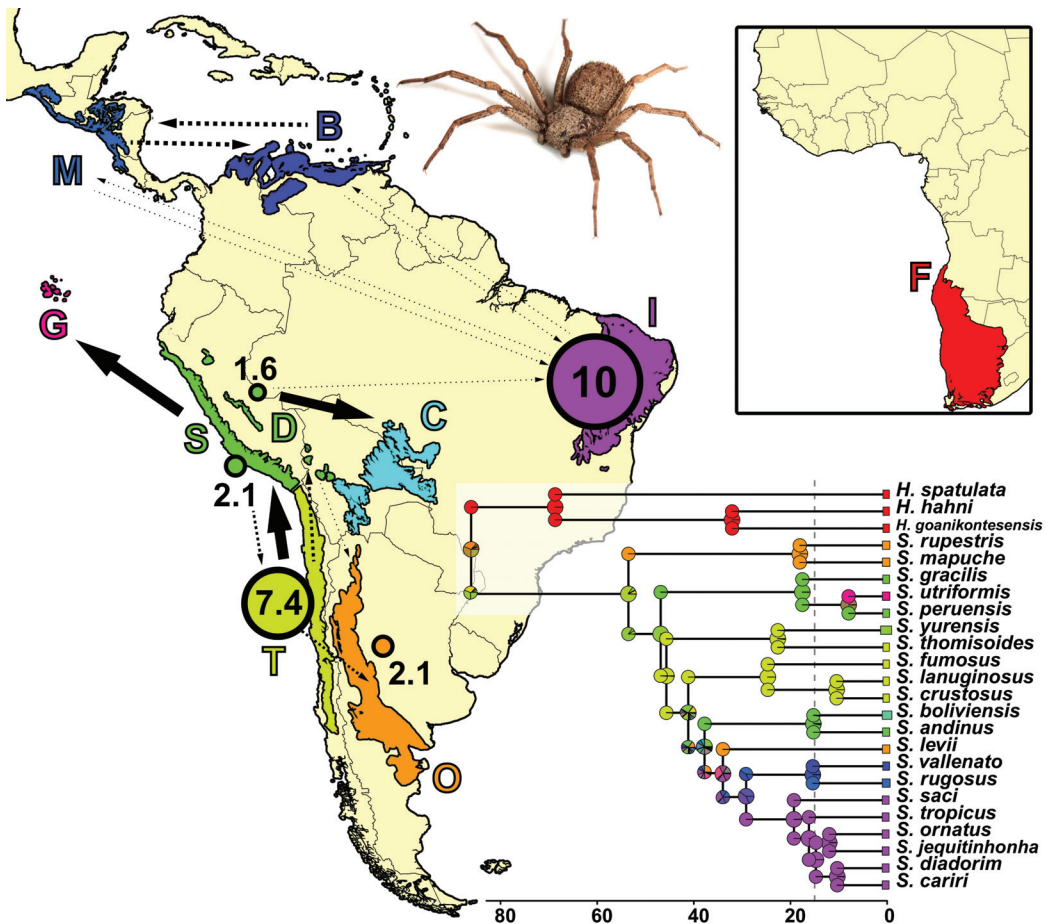 B
M
F
I
G
1.6
10
D
C
S
2.1
7.4
T
2.1
O
H. spatulata
H. hahni
H. goanikontesensis
S. rupestris
S. mapuche
S. gracilis
S. utriformis
S. peruensis
S. yurensis
S. thomisoides
S. fumosus
S. lanuginosus
S. crustosus
S. boliviensis
S. andinus
S. levii
S. vallenato
S. rugosus
S. saci
S. tropicus
S. ornatus
S. jequitinhonha
S. diadorim
S. cariri
80 60 40 20 0